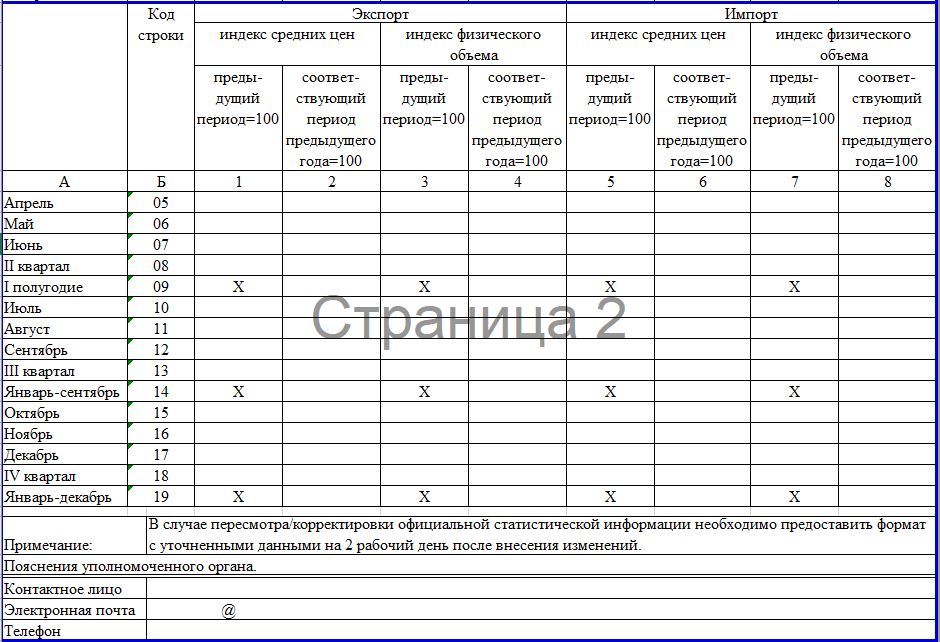 Код строки Экспорт Импорт
индекс средних цен индекс физического объема индекс средних цен индекс физического объема
преды-дущий период=100 соответ-ствующий период предыдущего года=100 преды-дущий период=100 соответ-ствующий период предыдущего года=100 преды-дущий период=100 соответ-ствующий период предыдущего года=100 преды-дущий период=100 соответ-ствующий период предыдущего года=100
А Б 1 2 3 4 5 6 7 8
Апрель 05
Май 06
Июнь 07
II квартал 08
I полугодие 09 X X X X
Июль 10
Страница 2
Август 11
Сентябрь 12
III квартал 13
Январь-сентябрь 14 X X X X
Октябрь 15
Ноябрь 16
Декабрь 17
IV квартал 18
Январь-декабрь 19 X X X X
Примечание: В случае пересмотра/корректировки официальной статистической информации необходимо предоставить формат
с уточненными данными на 2 рабочий день после внесения изменений.
Пояснения уполномоченного органа.
Контактное лицо
Электронная почта @
Телефон